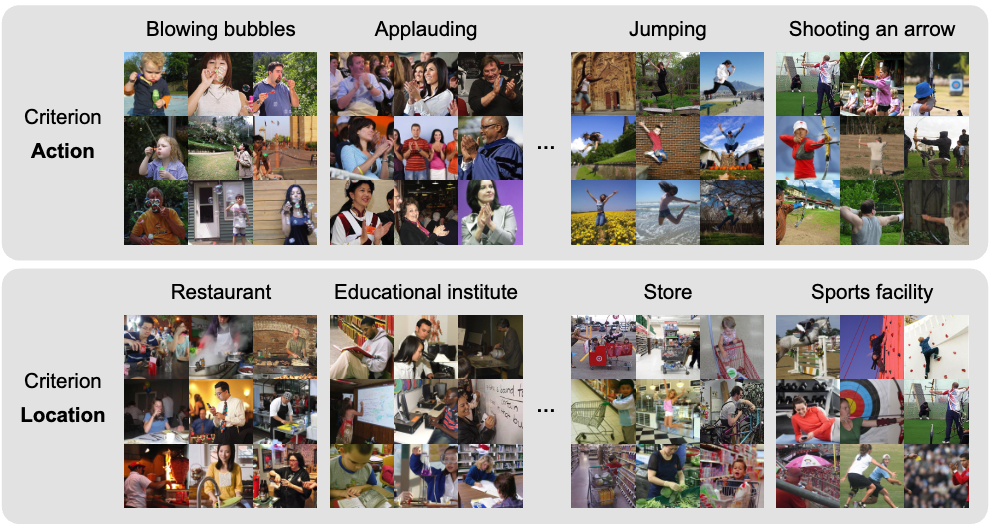 Blowing bubbles
Applauding
Jumping
Shooting an arrow
Criterion
Action
...
Restaurant
Educational institute
Store
Sports facility
Criterion
Location
...